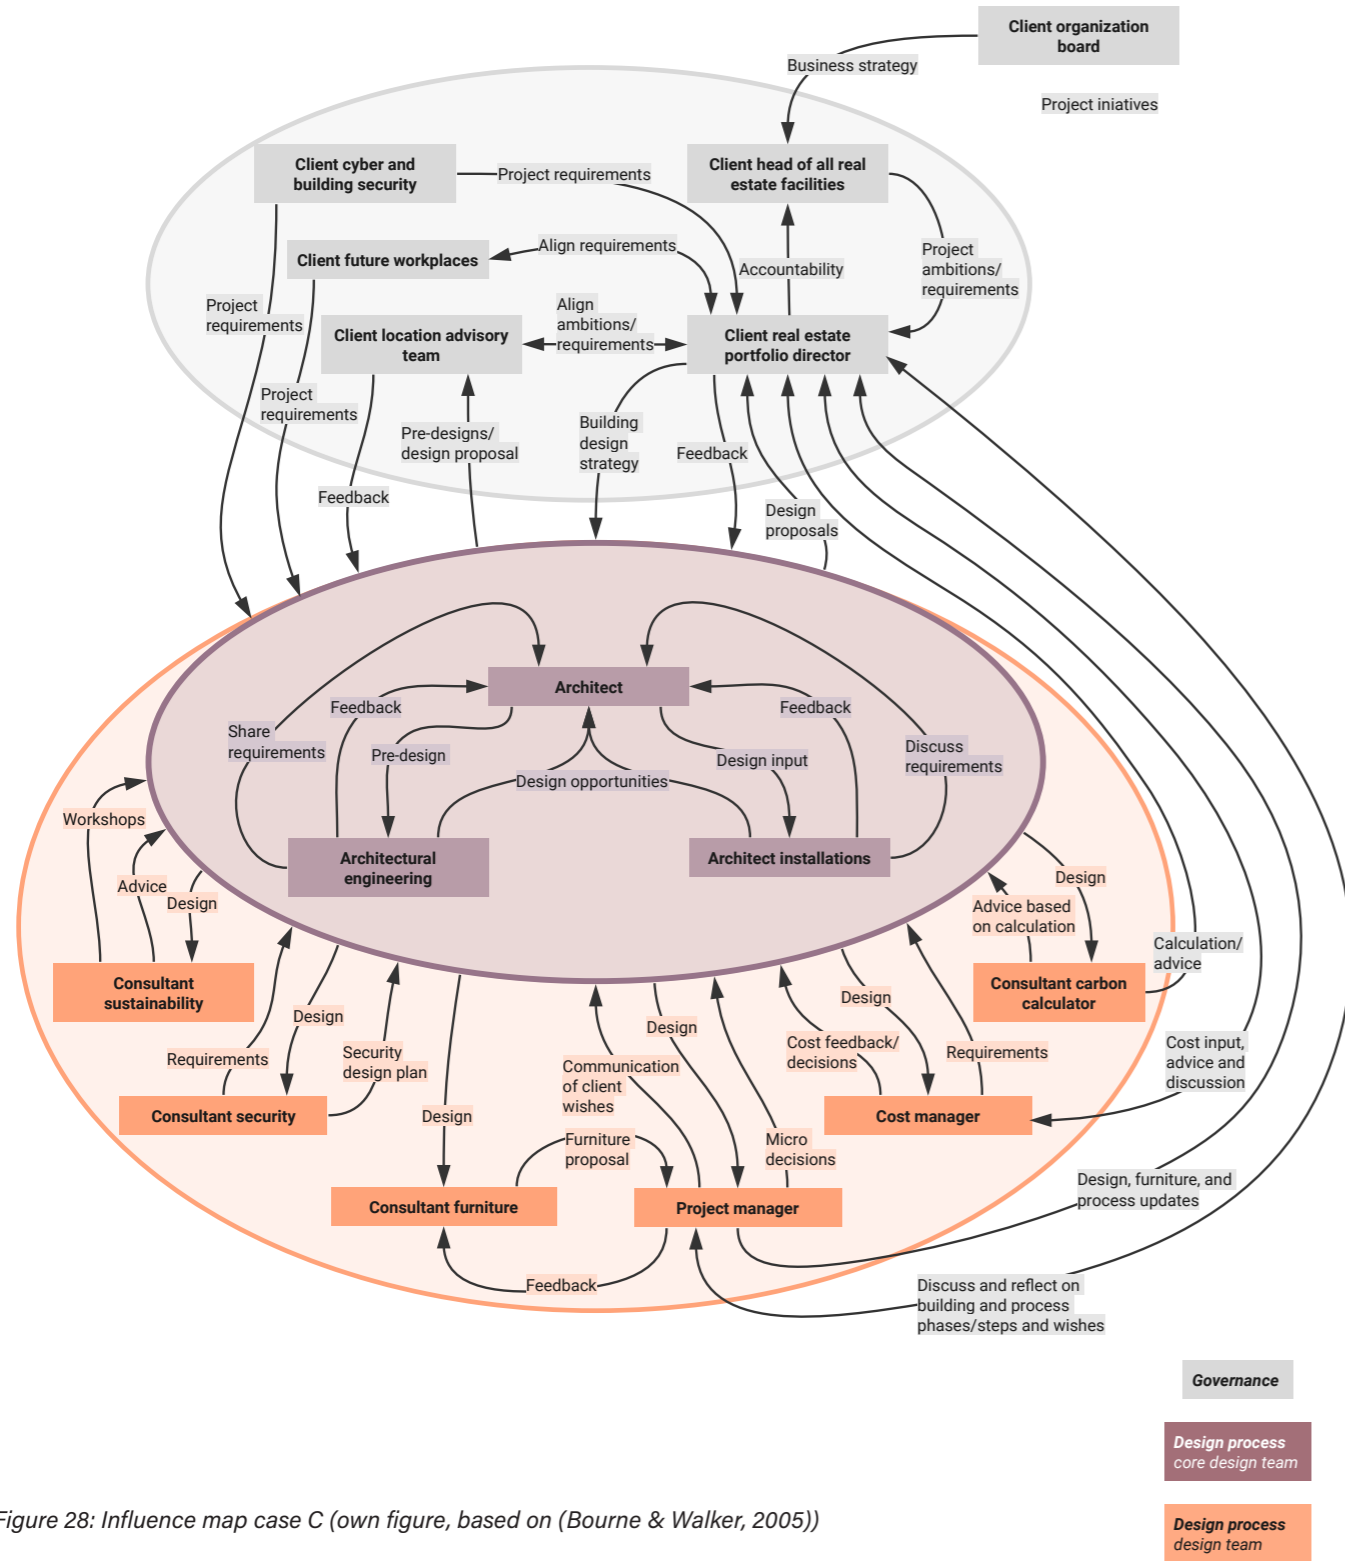 Client organization
board
Business strategy
Project iniatives
Client cyber and
building security
Project requirements
Client head of all real
estate facilities
Client future workplaces
Align requirements
Accountability
Project
ambitions/
requirements
Project
requirements
Align
ambitions/
requirements
Client location advisory
team
Client real estate
portfolio director
Project
requirements
Pre-designs/
design proposal
Building
design
strategy
Feedback
Feedback
Design
proposals
Architect
Feedback
Feedback
Share
requirements
Pre-design
Design input
Discuss
requirements
Design opportunities
Architectural
engineering
Architect installations
Workshops
Advice
Design
Design
Advice based
on calculation
Calculation/
advice
Consultant
sustainability
Consultant carbon
calculator
Design
Design
Design
Requirements
Security
design plan
Communication
of client
wishes
Cost feedback/
decisions
Requirements
Cost input,
advice and
discussion
Consultant security
Design
Cost manager
Furniture
proposal
Micro
decisions
Design, furniture, and
process updates
Consultant furniture
Project manager
Feedback
Discuss and reflect on
building and process
phases/steps and wishes
Governance
Design process
core design team
Design process
design team
Figure 28: Influence map case C (own figure, based on (Bourne & Walker, 2005))